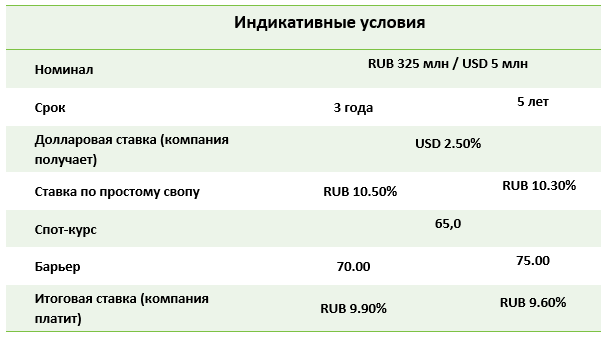 Индикативные условия
Номинал RUB 325 млн / USD 5 млн
Срок 3 года 5 лет
Долларовая ставка (компания
получает) USD 2.50%
Ставка по простому свопу RUB 10.50% RUB 10.30%
Спот-курс 65,0
Барьер 70.00 75.00
Итоговая ставка (компания
платит) RUB 9.90% RUB 9.60%